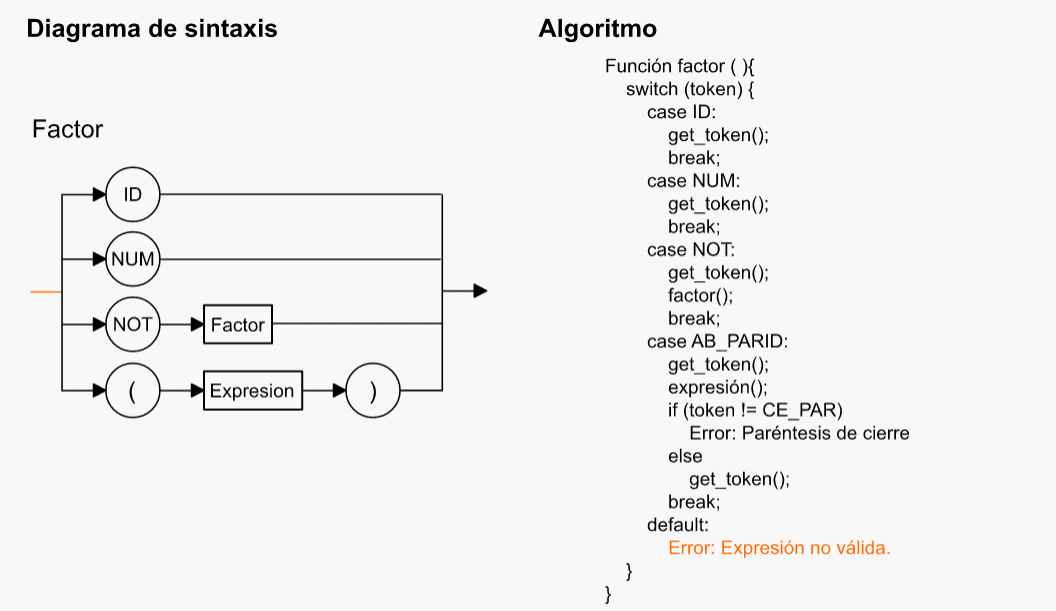 Diagrama de sintaxis
Factor
ID
NUM
NOT
Factor
(
Expresion
)
Algoritmo
Función factor ( ){
switch (token) {
case ID:
get_token();
break;
case NUM:
get_token();
break;
case NOT:
get_token();
factor();
break;
case AB_PARID:
get_token();
expresión();
if (token != CE_PAR)
Error: Paréntesis de cierre
else
get_token();
break;
default:
Error: Expresión no válida.
}
}